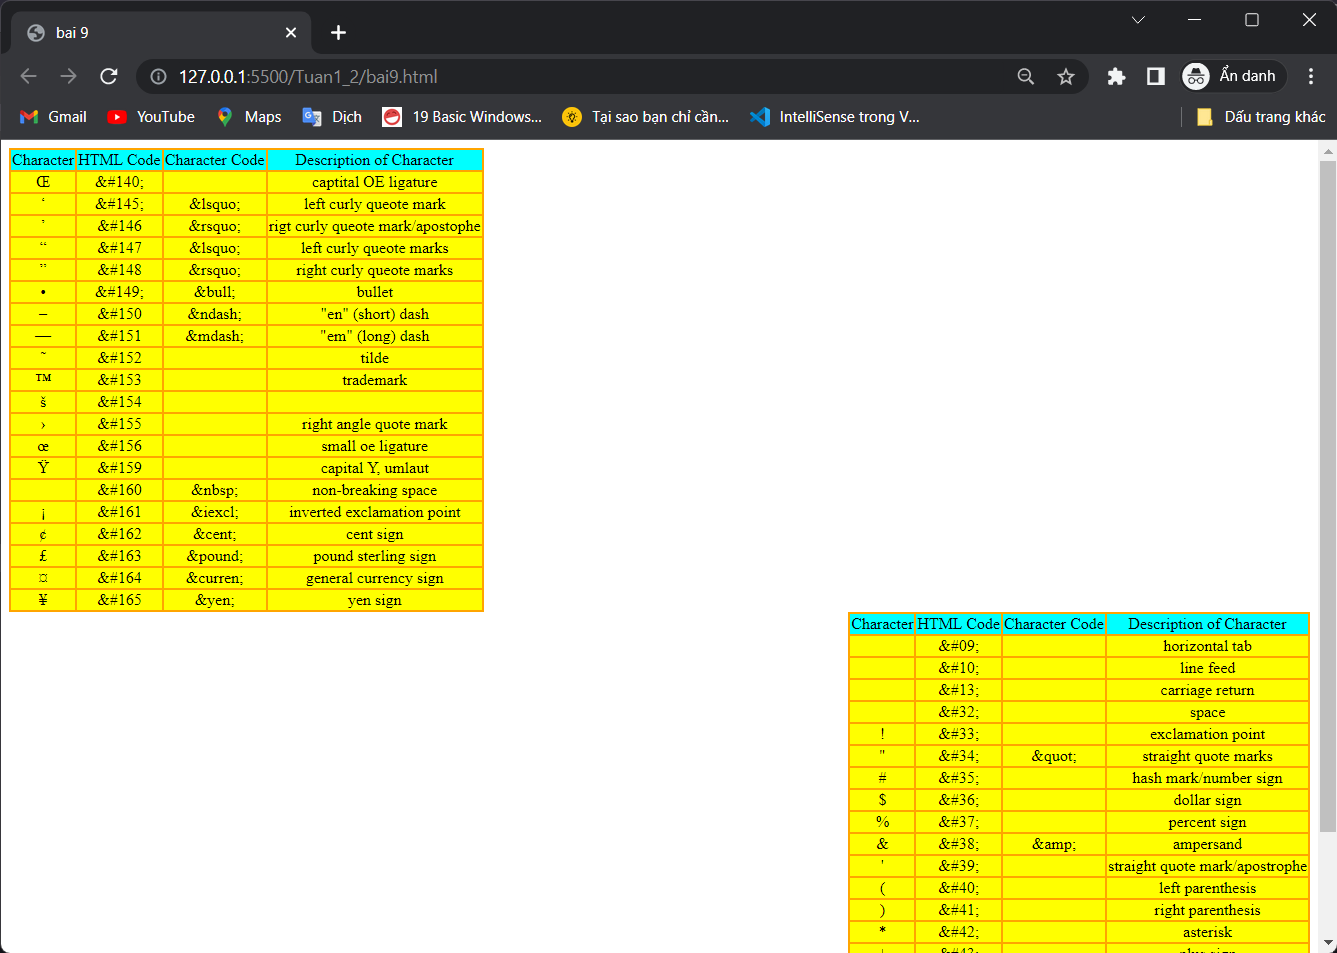 bai 9
127.0.0.1:5500/Tuan1_2/bai9.html
Ẩn danh
Gmail YouTube Maps Dịch 19 Basic Windows... Tại sao bạn chỉ cần... IntelliSense trong V... Dấu trang khác
Character HTML Code Character Code Description of Character
Œ &#140; captital OE ligature
‘ &#145; &lsquo; left curly queote mark
’ &#146 &rsquo; rigt curly queote mark/apostophe
“ &#147 &lsquo; left curly queote marks
” &#148 &rsquo; right curly queote marks
• &#149; &bull; bullet
– &#150 &ndash; "en" (short) dash
— &#151 &mdash; "em" (long) dash
˜ &#152 tilde
™ &#153 trademark
š &#154
› &#155 right angle quote mark
œ &#156 small oe ligature
Ÿ &#159 capital Y, umlaut
&#160 &nbsp; non-breaking space
¡ &#161 &iexcl; inverted exclamation point
¢ &#162 &cent; cent sign
£ &#163 &pound; pound sterling sign
¤ &#164 &curren; general currency sign
¥ &#165 &yen; yen sign
Character HTML Code Character Code Description of Character
&#09; horizontal tab
&#10; line feed
&#13; carriage return
&#32; space
! &#33; exclamation point
" &#34; &quot; straight quote marks
# &#35; hash mark/number sign
$ &#36; dollar sign
% &#37; percent sign
& &#38; &amp; ampersand
' &#39; straight quote mark/apostrophe
( &#40; left parenthesis
) &#41; right parenthesis
* &#42; asterisk